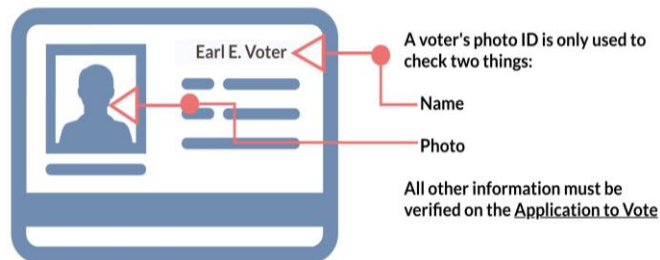 Earl E. Voter
A voter's photo ID is only used to
check two things:
Name
Photo
All other information must be
verified on the Application to Vote